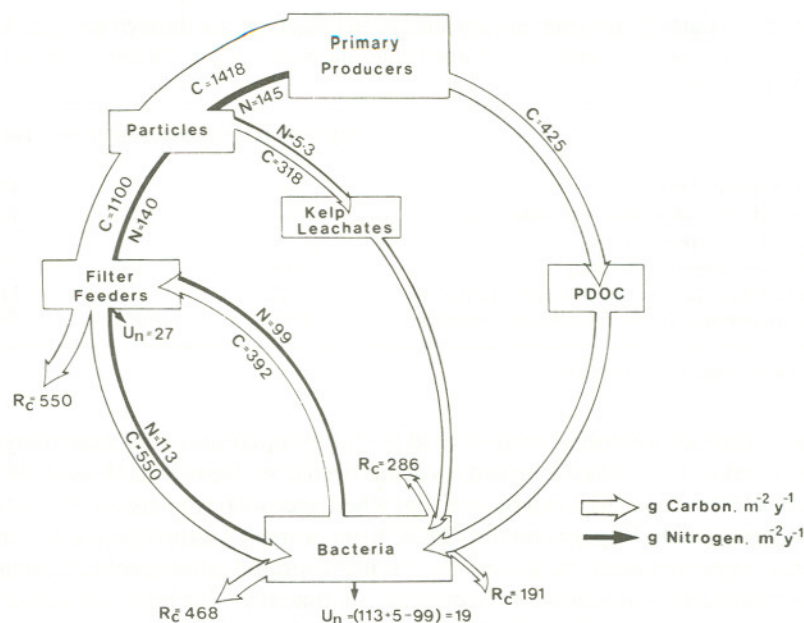 Primary
Producers
C=1418
N=145
Particles
N=5·3
C=318
C=425
C=1100
N=140
Kelp
Leachates
Filter
Feeders
PDOC
Un=27
N=99
C=392
RC=550
N=113
C=550
RC=286
g Carbon. m-2 y-1
g Nitrogen. m-2y-1
Bacteria
RC=468
Un=(113+5-99)=19
RC=191